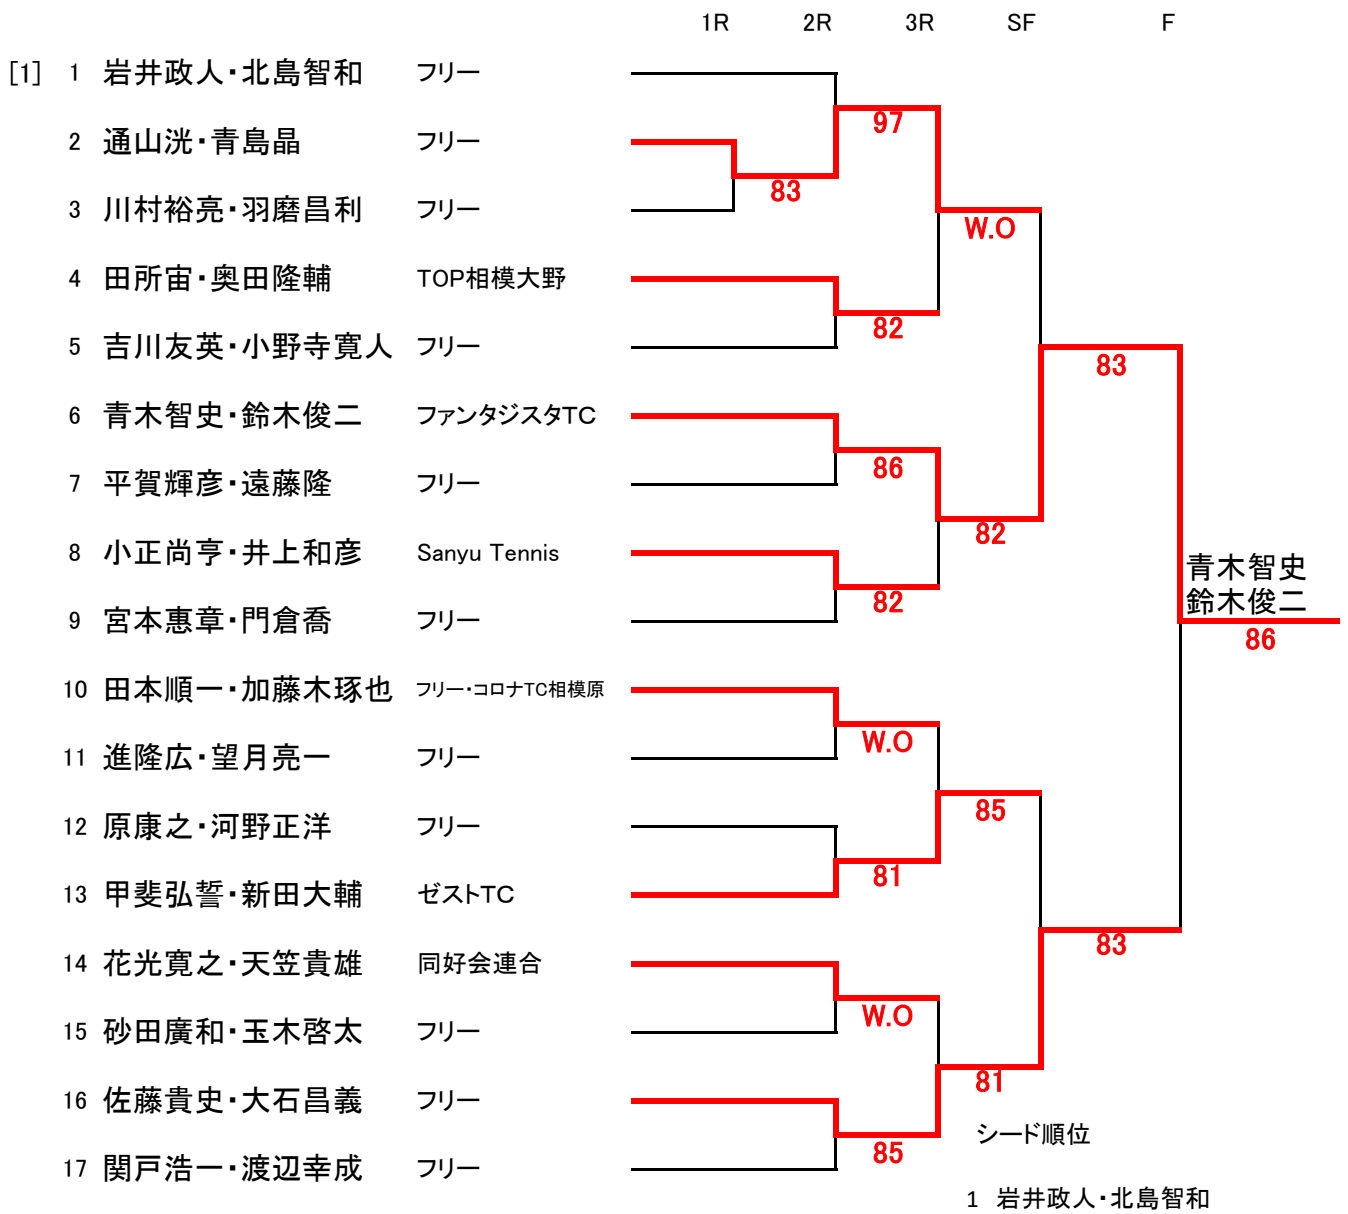 1R 2R 3R SF F
[1] 1 岩井政人・北島智和 フリー
97
2 通山洸・青島晶 フリー
83
3 川村裕亮・羽磨昌利 フリー
W.O
4 田所宙・奥田隆輔 TOP相模大野
82
5 吉川友英・小野寺寛人 フリー
83
6 青木智史・鈴木俊二 ファンタジスタTC
86
7 平賀輝彦・遠藤隆 フリー
82
8 小正尚亨・井上和彦 Sanyu Tennis
青木智史
鈴木俊二
82
9 宮本惠章・門倉喬 フリー
86
10 田本順一・加藤木琢也 フリー・コロナTC相模原
W.O
11 進隆広・望月亮一 フリー
85
12 原康之・河野正洋 フリー
81
13 甲斐弘誓・新田大輔 ゼストTC
83
14 花光寛之・天笠貴雄 同好会連合
W.O
15 砂田廣和・玉木啓太 フリー
81
16 佐藤貴史・大石昌義 フリー
シード順位
85
17 関戸浩一・渡辺幸成 フリー
1 岩井政人・北島智和